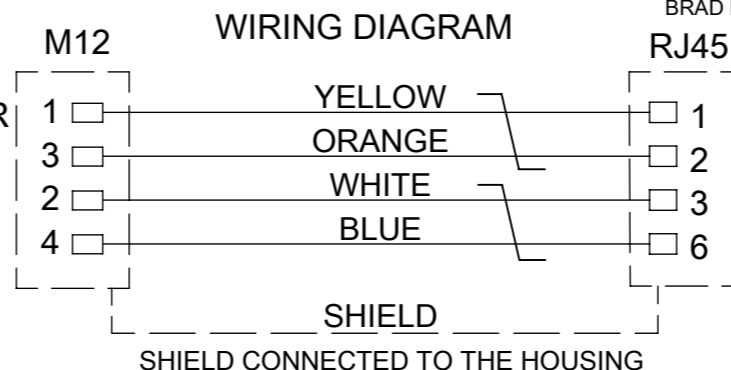 BRAD
WIRING DIAGRAM
M12
RJ45
R
1 YELLOW 1
3 ORANGE 2
2 WHITE 3
4 BLUE 6
SHIELD
SHIELD CONNECTED TO THE HOUSING